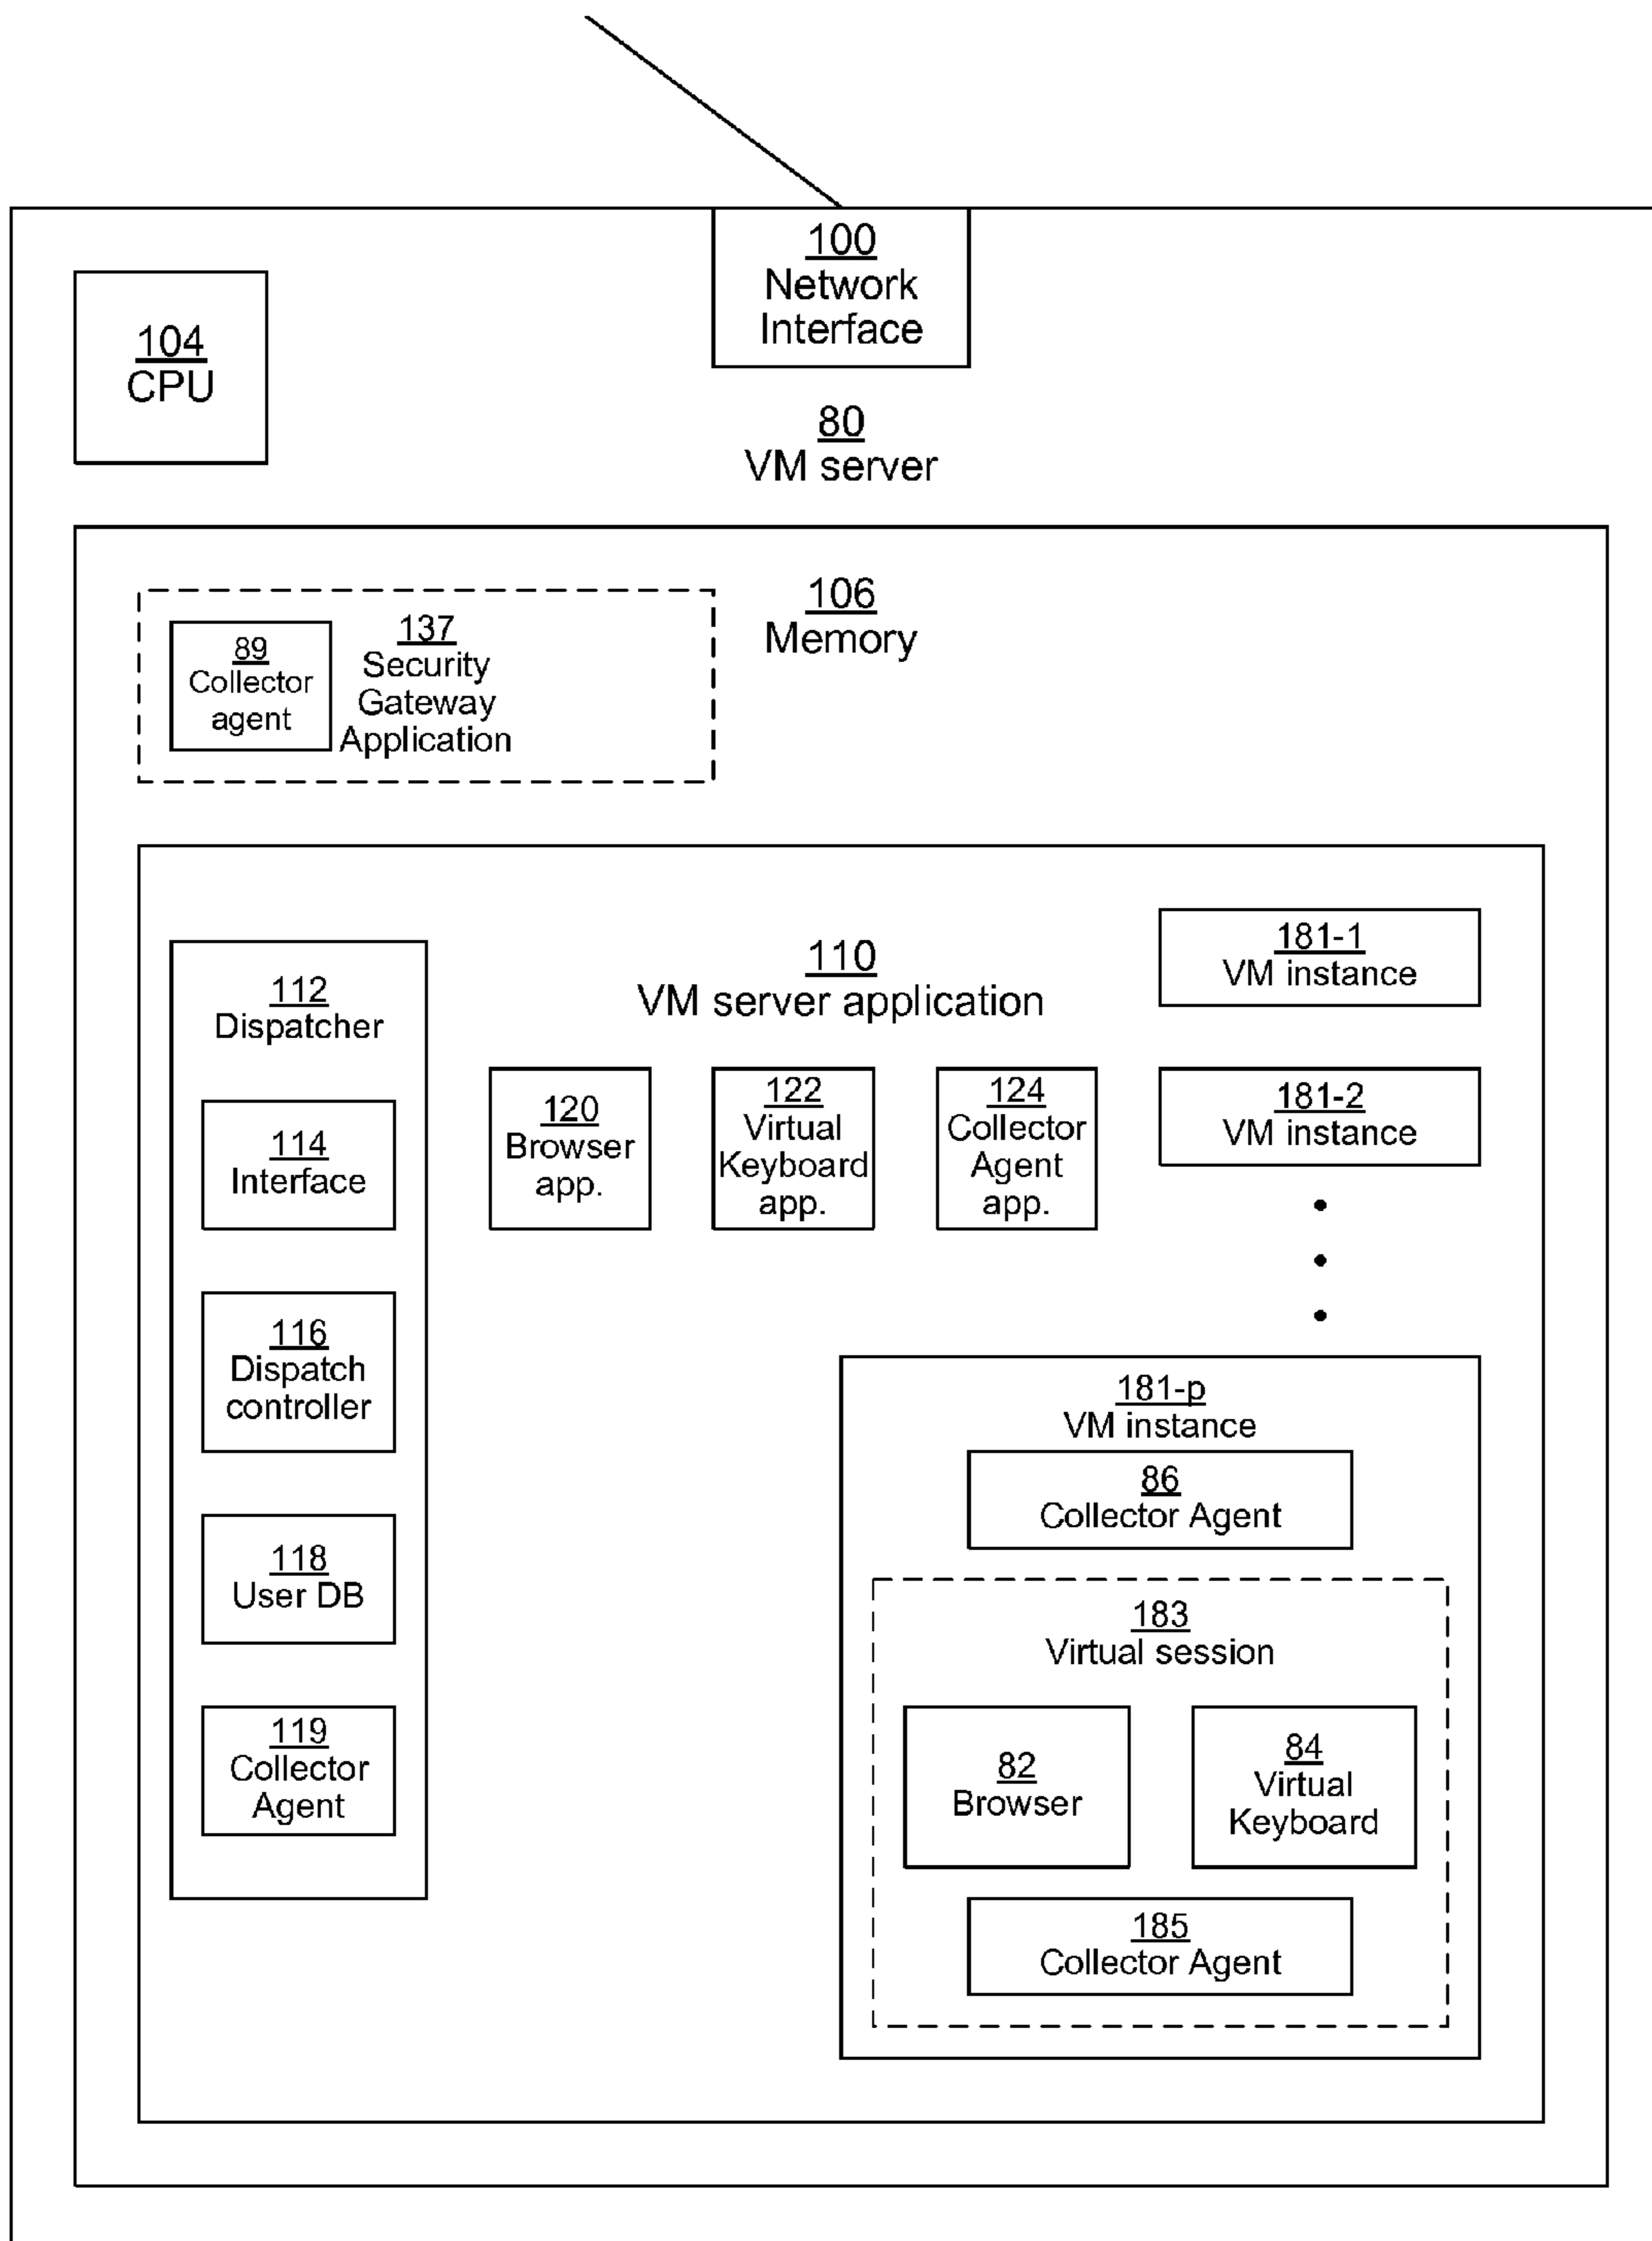 100
Network
Interface
104
CPU
80
VM server
106
Memory
89
Collector
agent
137
Security
Gateway
Application
110
VM server application
112
Dispatcher
114
Interface
116
Dispatch
controller
118
User DB
119
Collector
Agent
120
Browser
app.
122
Virtual
Keyboard
app.
124
Collector
Agent
app.
181-1
VM instance
181-2
VM instance
181-p
VM instance
86
Collector Agent
183
Virtual session
82
Browser
84
Virtual
Keyboard
185
Collector Agent